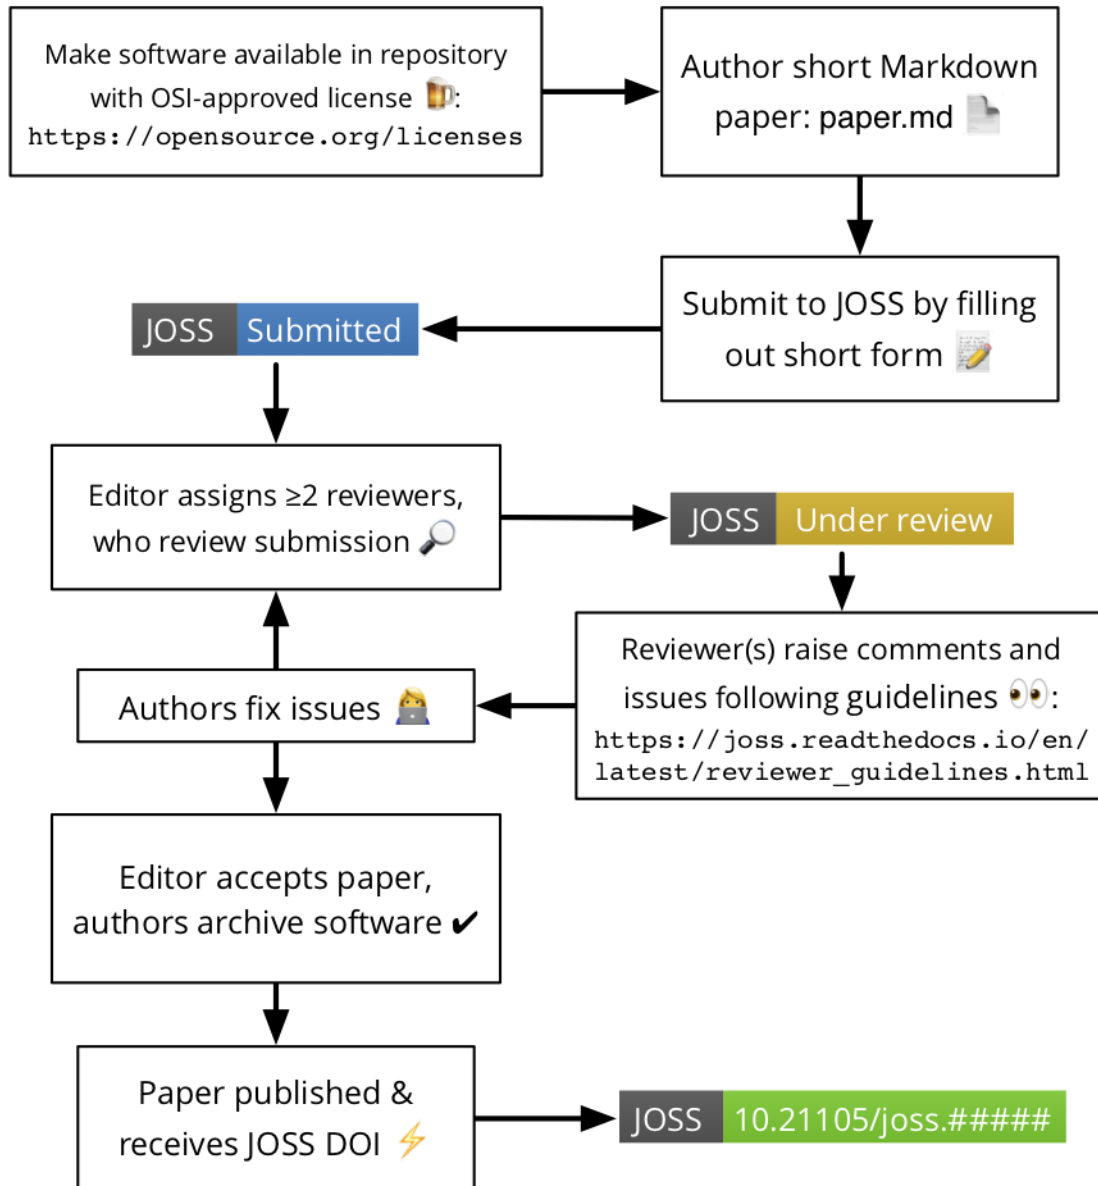 Make software available in repository
with OSI-approved license 🍺:
https://opensource.org/licenses
Author short Markdown
paper: paper.md
Submit to JOSS by filling
out short form 📝
JOSS Submitted
Editor assigns ≥2 reviewers,
who review submission 🔎
JOSS Under review
Reviewer(s) raise comments and
issues following guidelines 👀:
https://joss.readthedocs.io/en/
latest/reviewer_guidelines.html
Authors fix issues 👩‍💻
Editor accepts paper,
authors archive software ✔
Paper published &
receives JOSS DOI ⚡
JOSS 10.21105/joss.#####